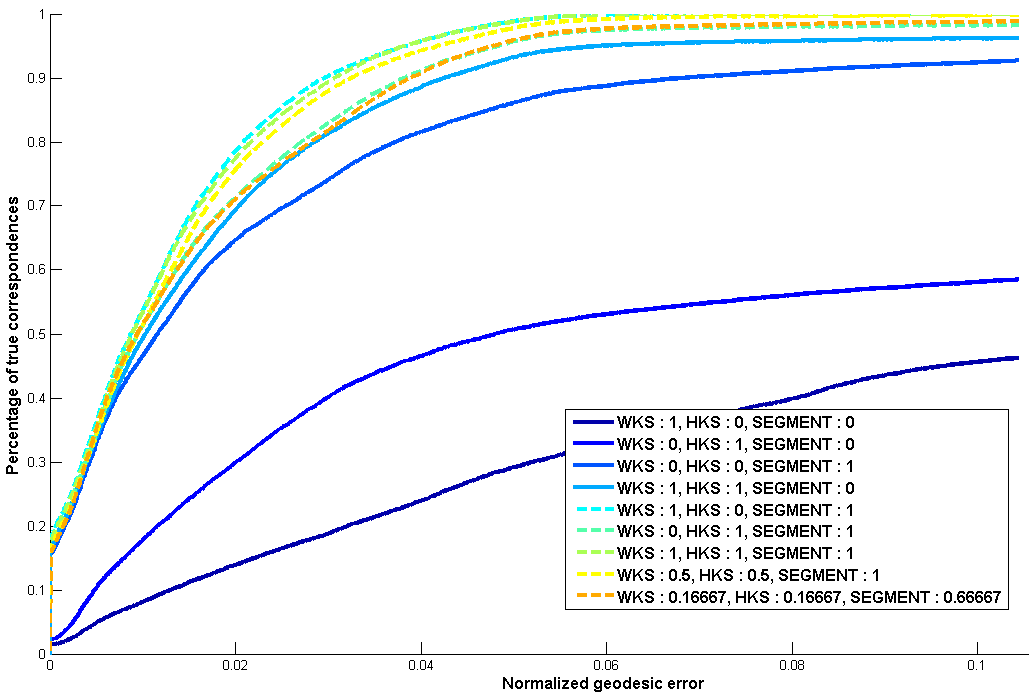 1
0.9
0.8
0.7
0.6
0.5
0.4
0.3
0.2
0.1
0
Percentage of true correspondences
WKS : 1, HKS : 0, SEGMENT : 0
WKS : 0, HKS : 1, SEGMENT : 0
WKS : 0, HKS : 0, SEGMENT : 1
WKS : 1, HKS : 1, SEGMENT : 0
WKS : 1, HKS : 0, SEGMENT : 1
WKS : 0, HKS : 1, SEGMENT : 1
WKS : 1, HKS : 1, SEGMENT : 1
WKS : 0.5, HKS : 0.5, SEGMENT : 1
WKS : 0.16667, HKS : 0.16667, SEGMENT : 0.66667
0 0.02 0.04 0.06 0.08 0.1
Normalized geodesic error